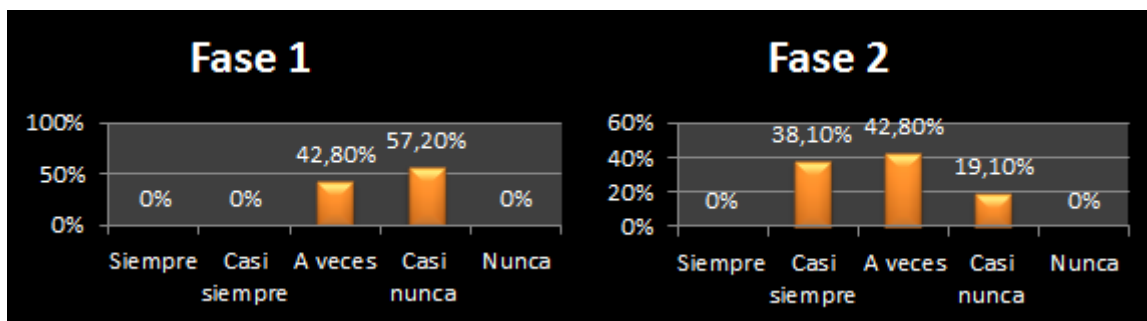 Fase 1
100%
50%
0%
0%
0%
42,80%
57,20%
0%
Siempre
Casi
siempre
A veces
Casi
nunca
Nunca
Fase 2
60%
40%
20%
0%
0%
38,10%
42,80%
19,10%
0%
Siempre
Casi
siempre
A veces
Casi
nunca
Nunca